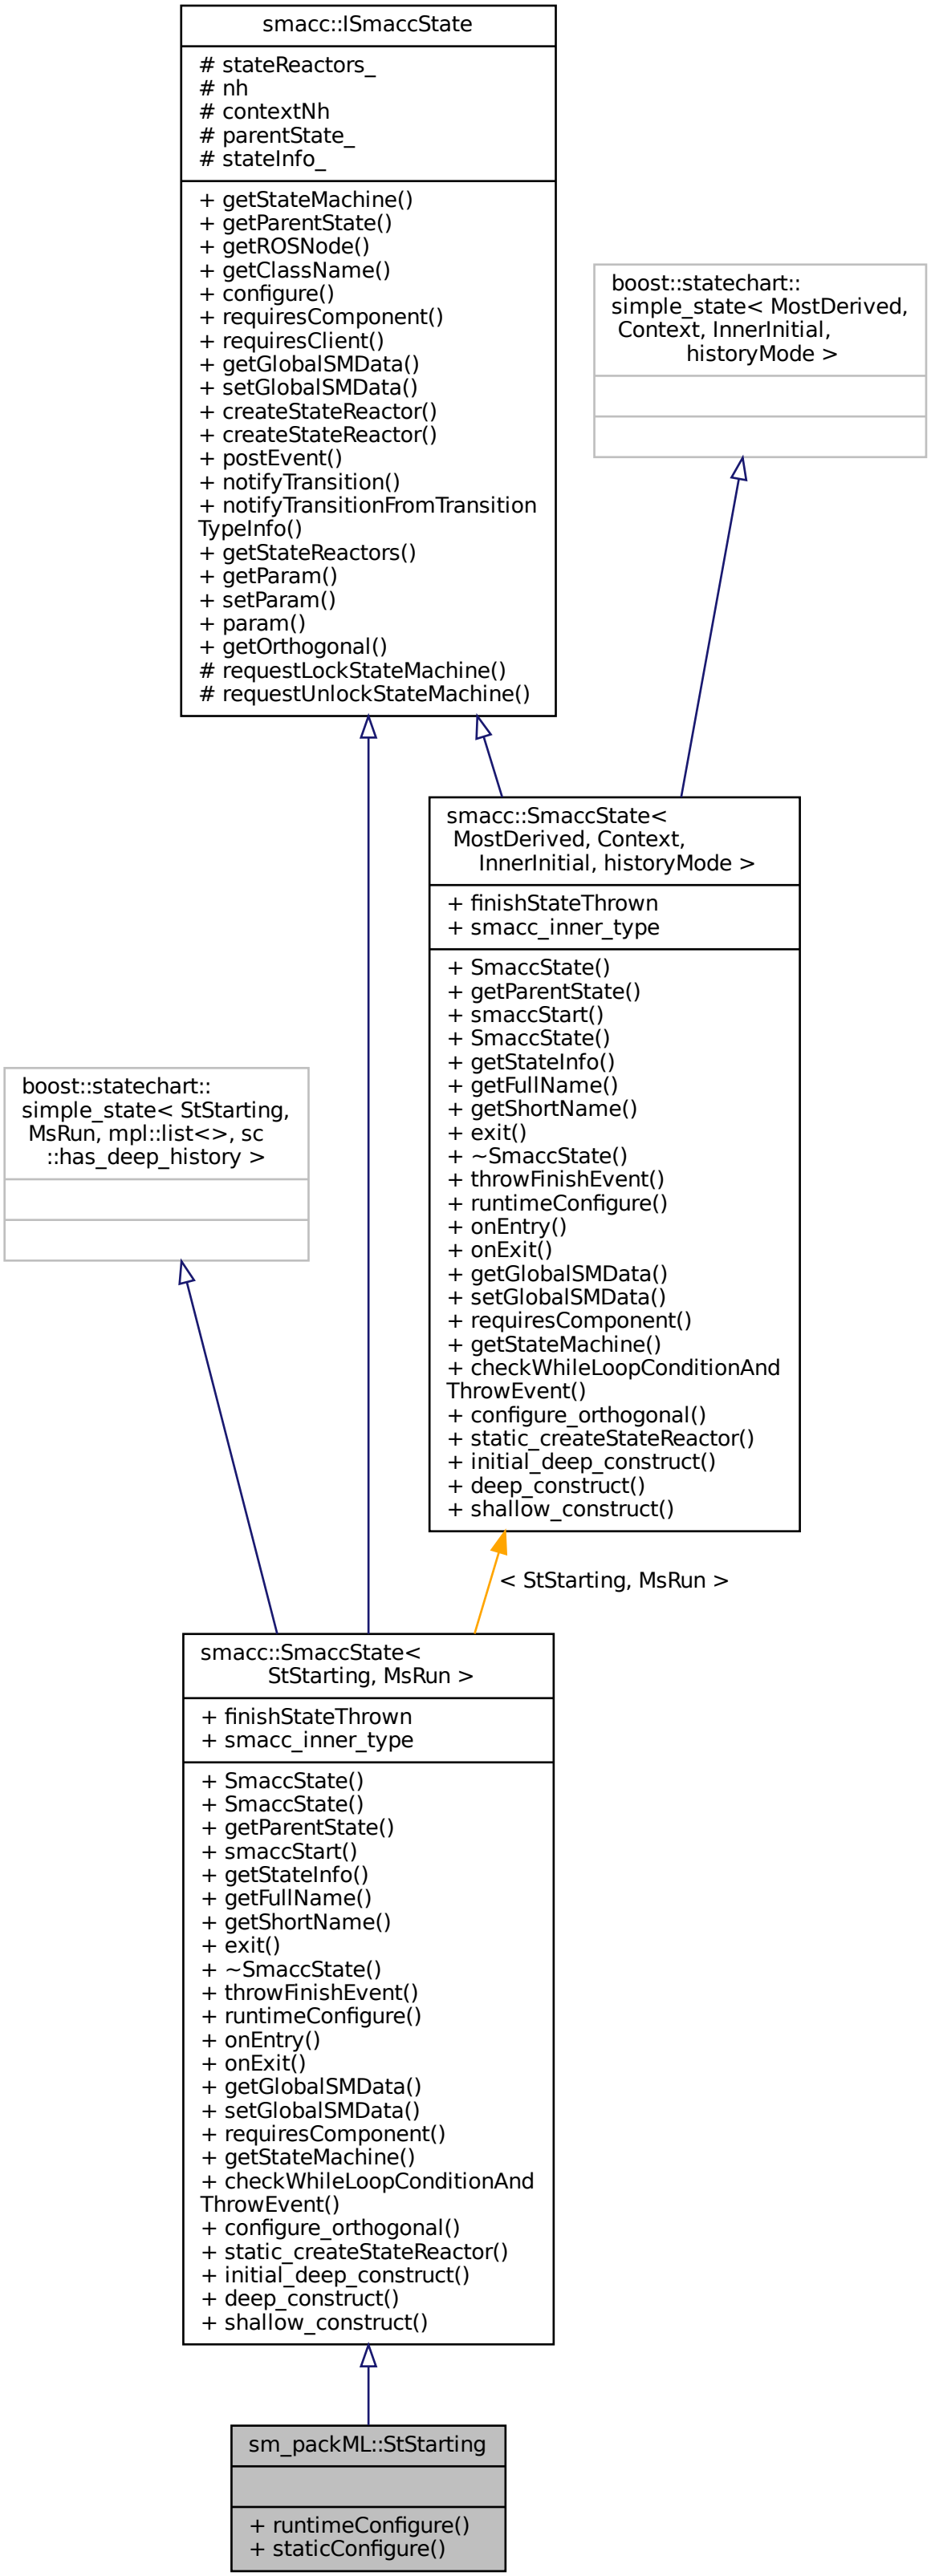 smacc::ISmaccState
# stateReactors_
# nh
# contextNh
# parentState_
# stateInfo_
+ getStateMachine()
+ getParentState()
+ getROSNode()
+ getClassName()
+ configure()
+ requiresComponent()
+ requiresClient()
+ getGlobalSMData()
+ setGlobalSMData()
+ createStateReactor()
+ createStateReactor()
+ postEvent()
+ notifyTransition()
+ notifyTransitionFromTransition
TypeInfo()
+ getStateReactors()
+ getParam()
+ setParam()
+ param()
+ getOrthogonal()
# requestLockStateMachine()
# requestUnlockStateMachine()
boost::statechart::
simple_state< MostDerived,
Context, InnerInitial,
historyMode >
smacc::SmaccState<
MostDerived, Context,
InnerInitial, historyMode >
+ finishStateThrown
+ smacc_inner_type
+ SmaccState()
+ getParentState()
+ smaccStart()
+ SmaccState()
+ getStateInfo()
+ getFullName()
+ getShortName()
+ exit()
+ ~SmaccState()
+ throwFinishEvent()
+ runtimeConfigure()
+ onEntry()
+ onExit()
+ getGlobalSMData()
+ setGlobalSMData()
+ requiresComponent()
+ getStateMachine()
+ checkWhileLoopConditionAnd
ThrowEvent()
+ configure_orthogonal()
+ static_createStateReactor()
+ initial_deep_construct()
+ deep_construct()
+ shallow_construct()
boost::statechart::
simple_state< StStarting,
MsRun, mpl::list<>, sc
::has_deep_history >
< StStarting, MsRun >
smacc::SmaccState<
StStarting, MsRun >
+ finishStateThrown
+ smacc_inner_type
+ SmaccState()
+ SmaccState()
+ getParentState()
+ smaccStart()
+ getStateInfo()
+ getFullName()
+ getShortName()
+ exit()
+ ~SmaccState()
+ throwFinishEvent()
+ runtimeConfigure()
+ onEntry()
+ onExit()
+ getGlobalSMData()
+ setGlobalSMData()
+ requiresComponent()
+ getStateMachine()
+ checkWhileLoopConditionAnd
ThrowEvent()
+ configure_orthogonal()
+ static_createStateReactor()
+ initial_deep_construct()
+ deep_construct()
+ shallow_construct()
sm_packML::StStarting
+ runtimeConfigure()
+ staticConfigure()